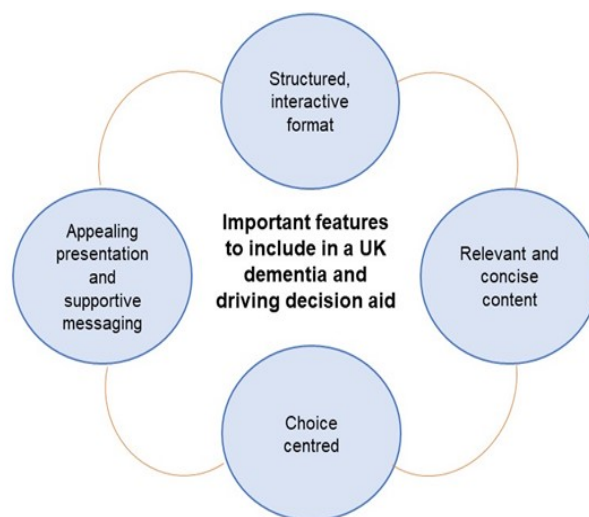 Structured,
interactive
format
Appealing
presentation
and
supportive
messaging
Important features
to include in a UK
dementia and
driving decision aid
Relevant and
concise
content
Choice
centred